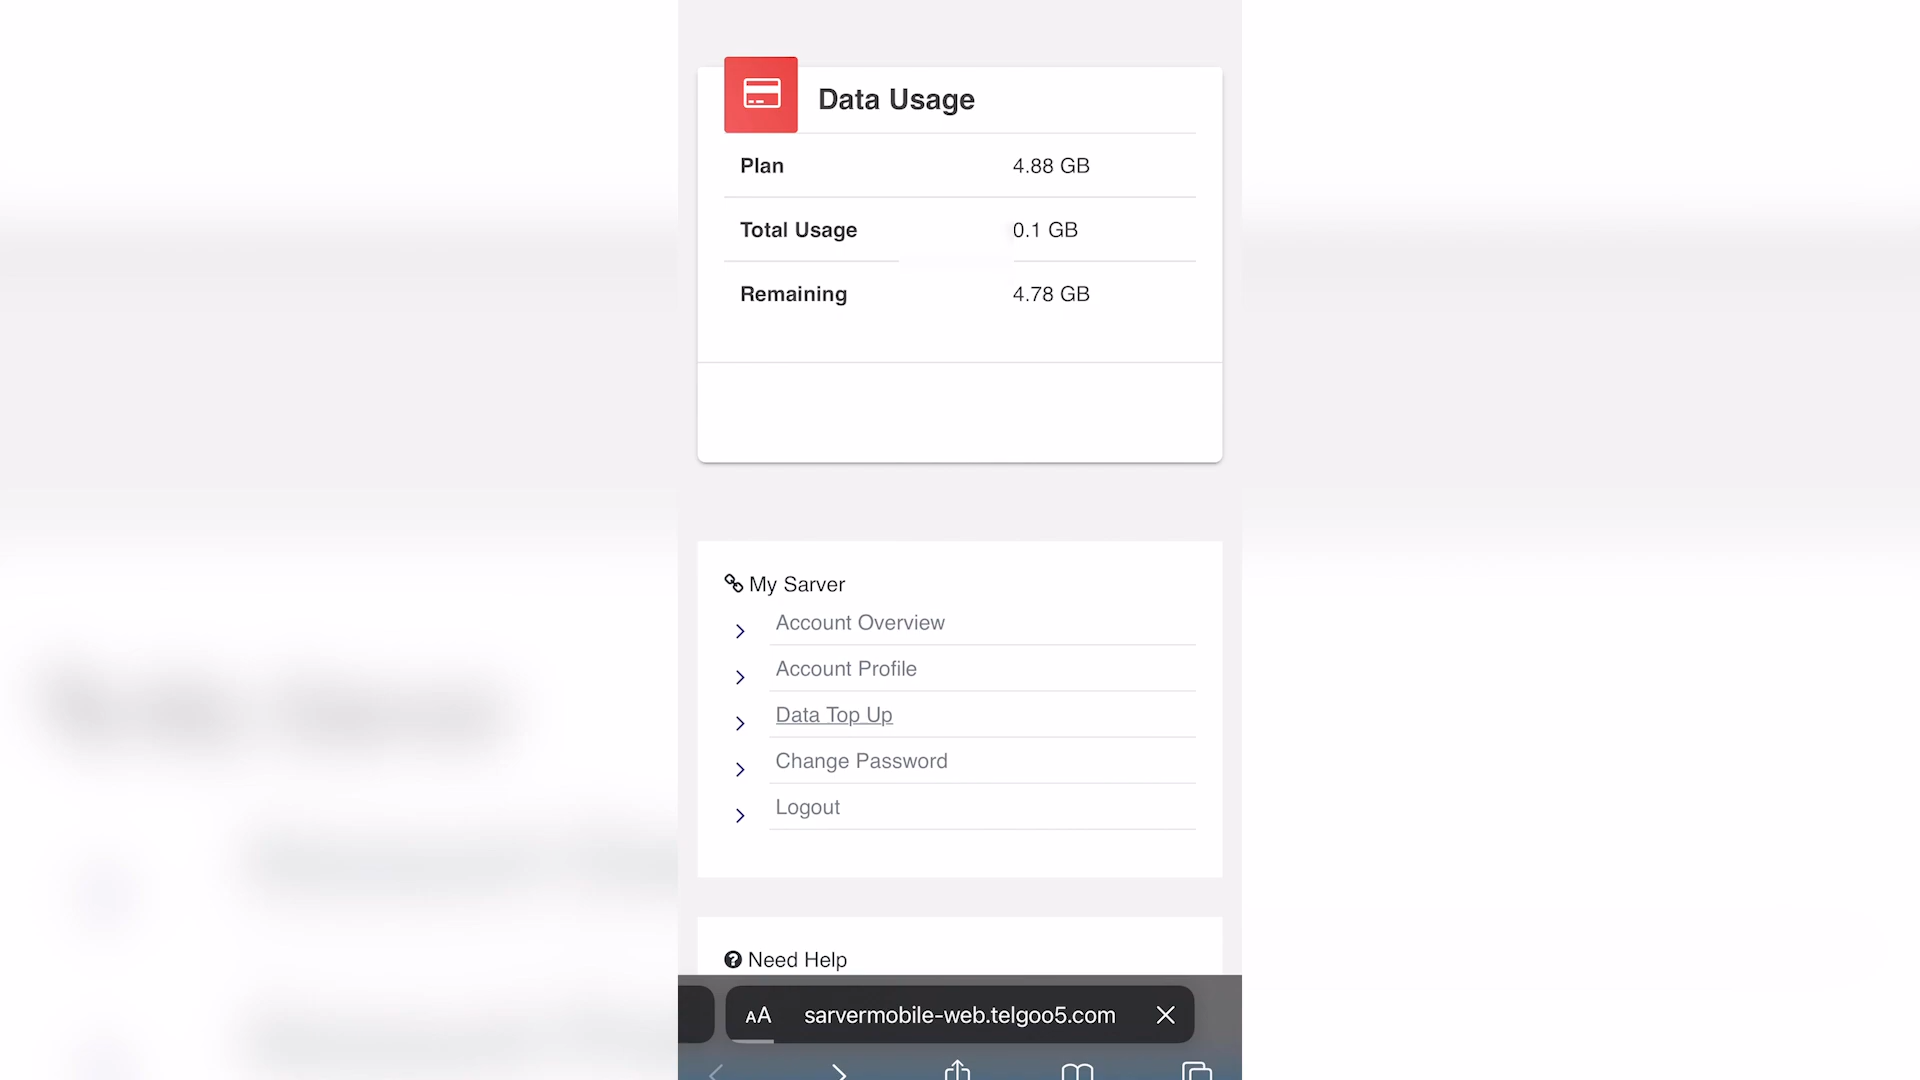 Data Usage
Plan 4.88 GB
Total Usage 0.1 GB
Remaining 4.78 GB
My Sarver
Account Overview
Account Profile
Data Top Up
Change Password
Logout
Need Help
AA sarvermobile-web.telgoo5.com